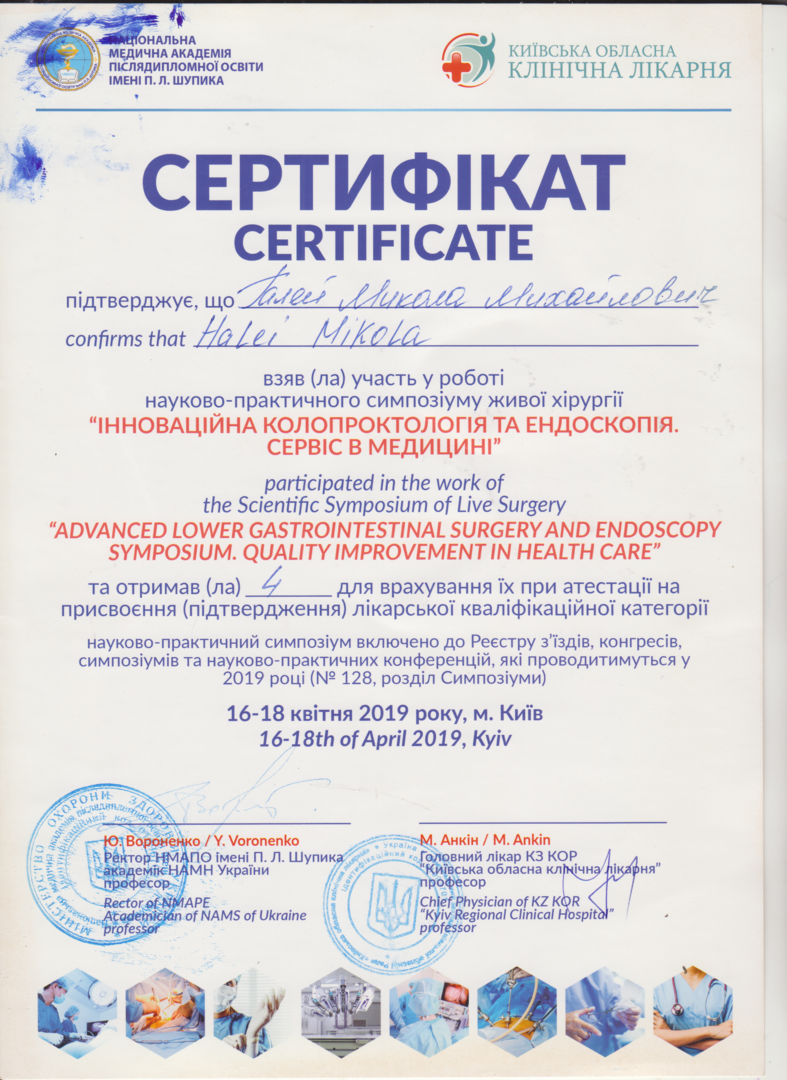 НАЦІОНАЛЬНА
МЕДИЧНА АКАДЕМІЯ
ПІСЛЯДИПЛОМНОЇ ОСВІТИ
ІМЕНІ П. Л. ШУПИКА
КИЇВСЬКА ОБЛАСНА
КЛІНІЧНА ЛІКАРНЯ
СЕРТИФІКАТ
CERTIFICATE
підтверджує, що Галей Микола Михайлович
confirms that Halei Mikola
взяв (ла) участь у роботі
науково-практичного симпозіуму живої хірургії
“ІННОВАЦІЙНА КОЛОПРОКТОЛОГІЯ ТА ЕНДОСКОПІЯ.
СЕРВІС В МЕДИЦИНІ”
participated in the work of
the Scientific Symposium of Live Surgery
“ADVANCED LOWER GASTROINTESTINAL SURGERY AND ENDOSCOPY
SYMPOSIUM. QUALITY IMPROVEMENT IN HEALTH CARE”
та отримав (ла) 4 для врахування їх при атестації на
присвоєння (підтвердження) лікарської кваліфікаційної категорії
науково-практичний симпозіум включено до Реєстру з’їздів, конгресів,
симпозіумів та науково-практичних конференцій, які проводитимуться у
2019 році (№ 128, розділ Симпозіуми)
16-18 квітня 2019 року, м. Київ
16-18th of April 2019, Kyiv
Ю. Вороненко / Y. Voronenko
Ректор НМАПО імені П. Л. Шупика
академік НАМН України
професор
Rector of NMAPE
Academician of NAMS of Ukraine
professor
М. Анкін / M. Ankin
Головний лікар КЗ КОР
“Київська обласна клінічна лікарня”
професор
Chief Physician of KZ KOR
“Kyiv Regional Clinical Hospital”
professor
МІНІСТЕРСТВО ОХОРОНИ ЗДОРОВ